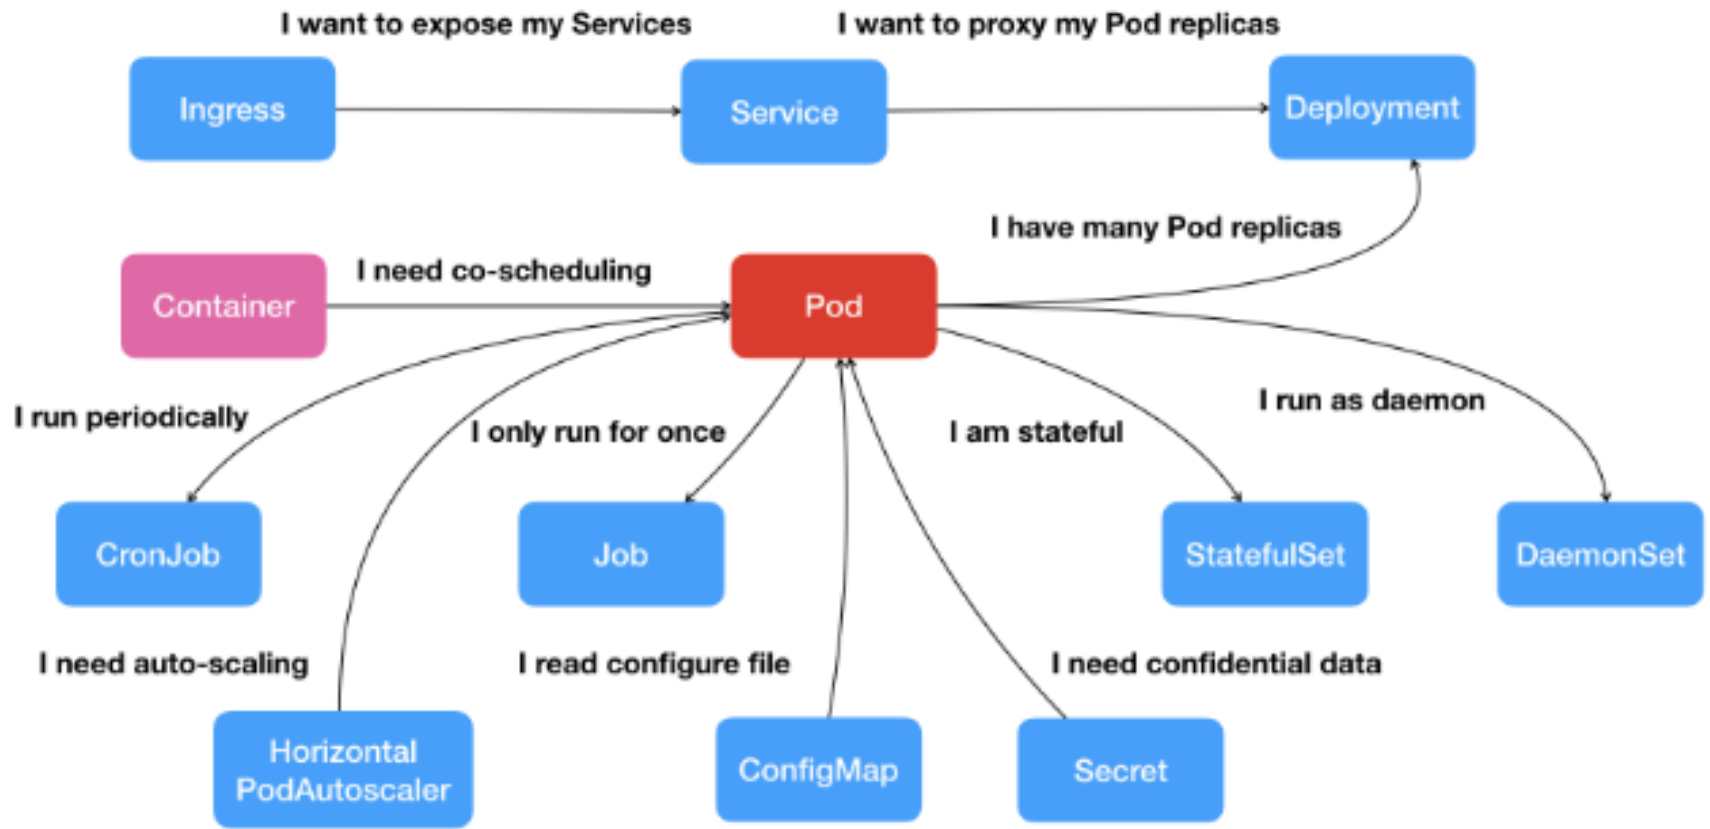 I want to expose my Services
I want to proxy my Pod replicas
Ingress
Service
Deployment
I have many Pod replicas
I need co-scheduling
Container
Pod
I run periodically
I only run for once
I am stateful
I run as daemon
CronJob
Job
StatefulSet
DaemonSet
I need auto-scaling
I read configure file
I need confidential data
Horizontal
PodAutoscaler
ConfigMap
Secret